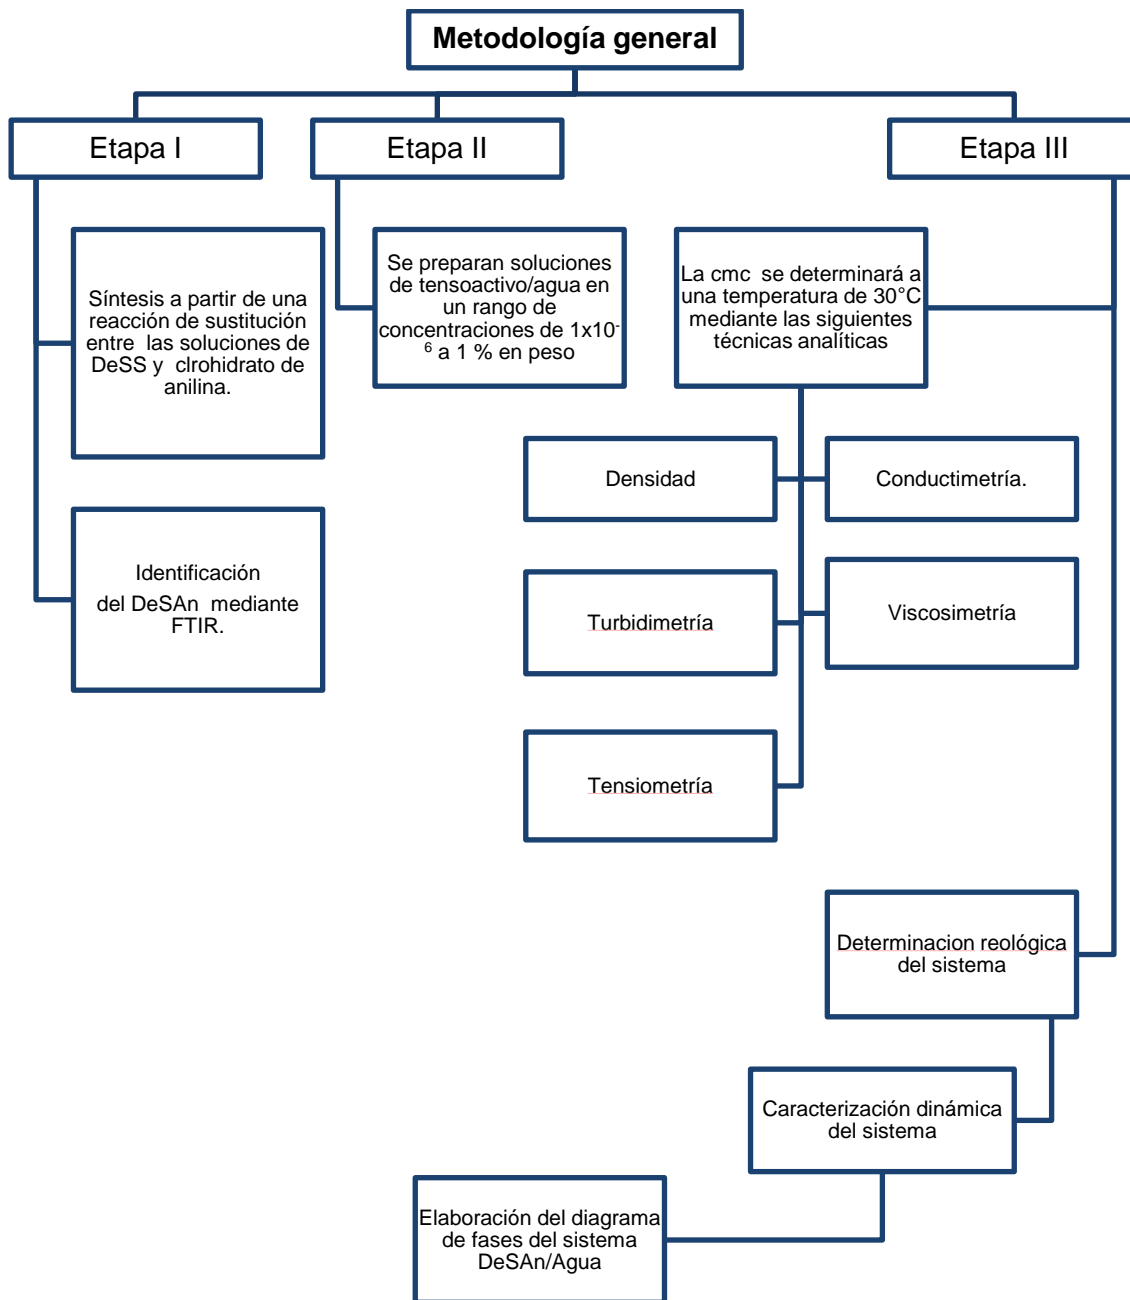 Metodología general
Etapa I
Etapa II
Etapa III
Síntesis a partir de una
reacción de sustitución
entre las soluciones de
DeSS y clrohidrato de
anilina.
Identificación
del DeSAn mediante
FTIR.
Se preparan soluciones
de tensoactivo/agua en
un rango de
concentraciones de 1x10-
6 a 1 % en peso
La cmc se determinará a
una temperatura de 30°C
mediante las siguientes
técnicas analíticas
Densidad
Conductimetría.
Turbidimetría
Viscosimetría
Tensiometría
Determinacion reológica
del sistema
Caracterización dinámica
del sistema
Elaboración del diagrama
de fases del sistema
DeSAn/Agua